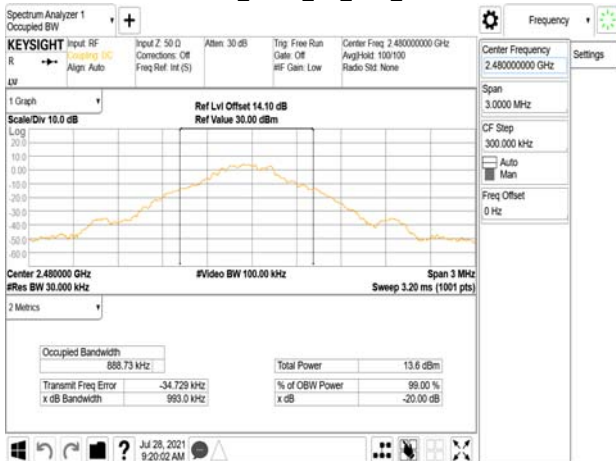 Spectrum Analyzer 1
Occupied BW
Frequency
KEYSIGHT
Input: RF
Coupling: DC
Align: Auto
Input Z: 50 Ω
Corrections: Off
Freq Ref: Int (S)
Atten: 30 dB
Trig: Free Run
Gate: Off
#IF Gain: Low
Center Freq: 2.480000000 GHz
Avg|Hold: 100/100
Radio Std: None
R
1 Graph
Scale/Div 10.0 dB
Ref Lvl Offset 14.10 dB
Ref Value 30.00 dBm
Log
20.0
10.0
0.00
-10.0
-20.0
-30.0
-40.0
-50.0
-60.0
Center 2.480000 GHz
#Res BW 30.000 kHz
#Video BW 100.00 kHz
Span 3 MHz
Sweep 3.20 ms (1001 pts)
2 Metrics
Occupied Bandwidth
888.73 kHz
Total Power 13.6 dBm
Transmit Freq Error -34.729 kHz
% of OBW Power 99.00 %
x dB Bandwidth 993.0 kHz
x dB -20.00 dB
?
Jul 28, 2021
9:20:02 AM
Center Frequency
2.480000000 GHz
Settings
Span
3.0000 MHz
CF Step
300.000 kHz
Auto
Man
Freq Offset
0 Hz